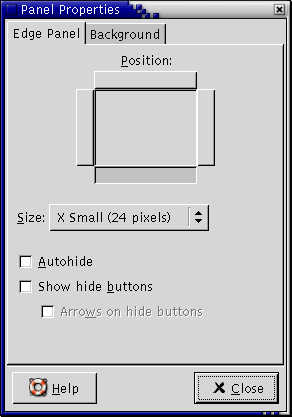 Panel Properties
Edge Panel Background
Position:
Size: X Small (24 pixels)
Autohide
Show hide buttons
Arrows on hide buttons
Help Close